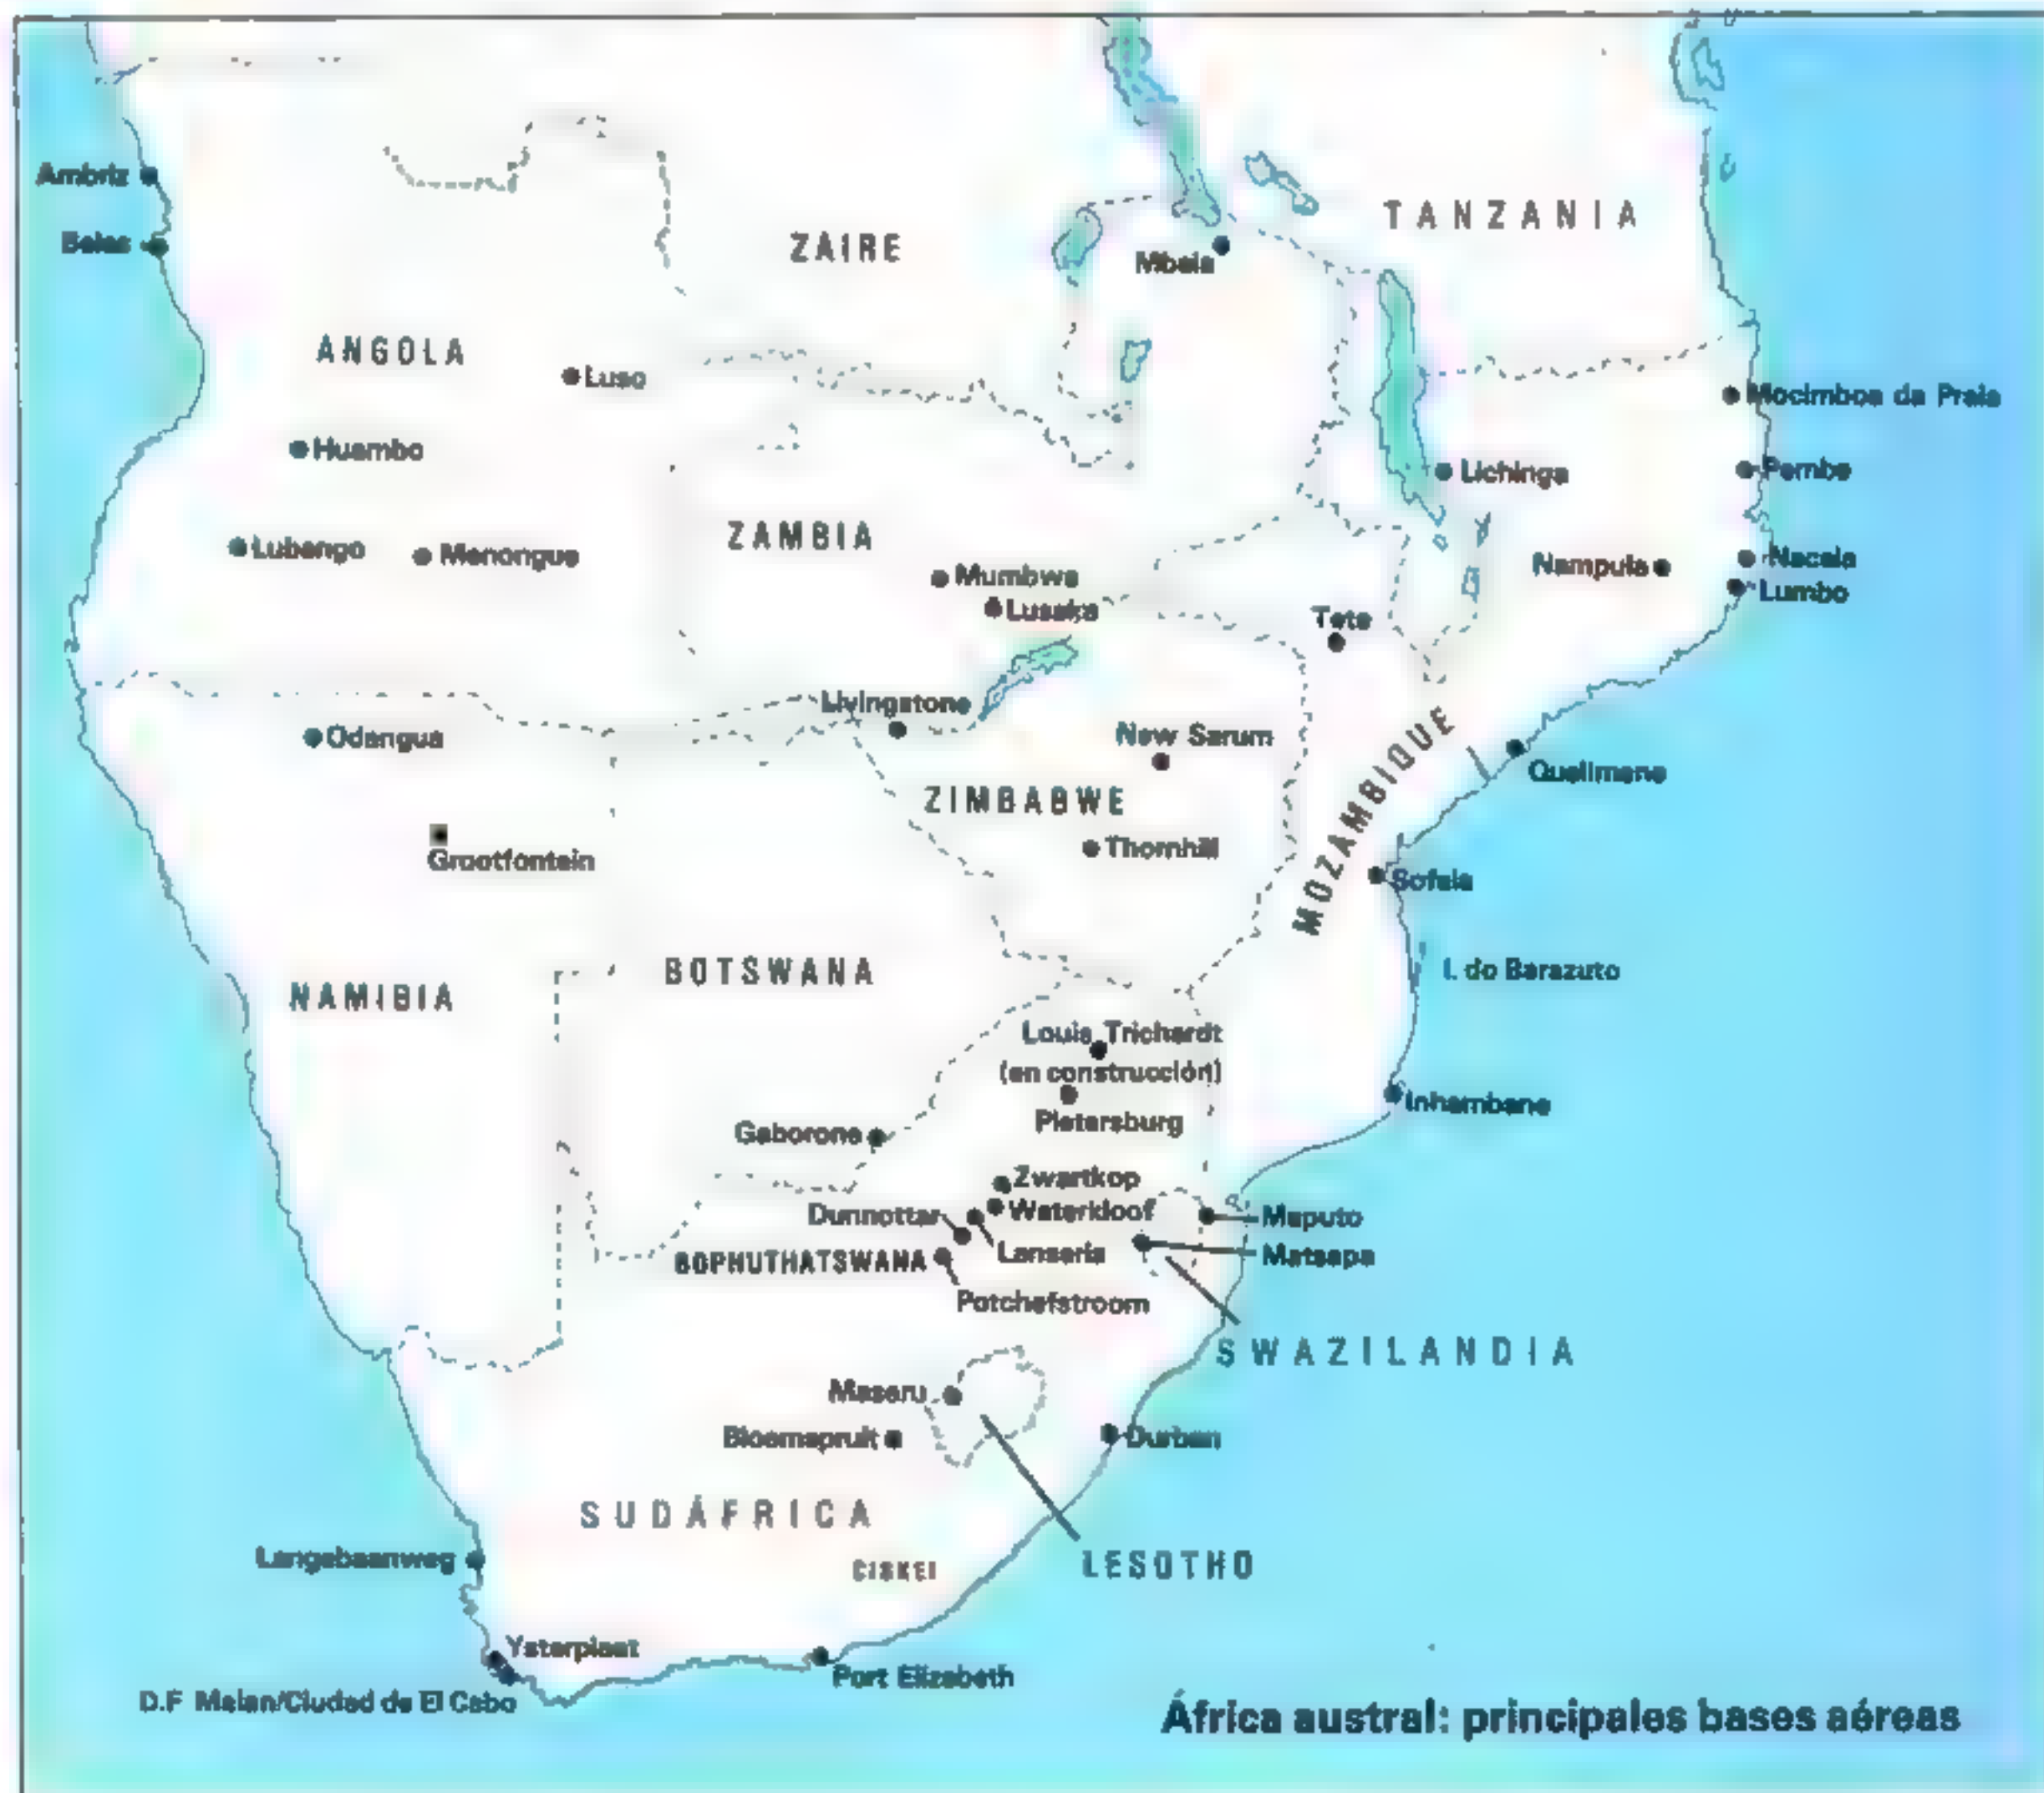 Ambriz
Belas
ZAIRE
TANZANIA
Mbala
ANGOLA
Luso
Mocimboa da Praia
Huambo
Lichinga
Pemba
ZAMBIA
Lubango
Menongue
Mumbwa
Nampula
Nacala
Lusaka
Lumbo
Tete
Livingstone
Odangua
New Sarum
MOZAMBIQUE
Quelimane
ZIMBABWE
Grootfontein
Thornhill
Sofala
BOTSWANA
I. do Barazuto
NAMIBIA
Louis Trichardt
(en construcción)
Inhambane
Pietersburg
Gaborone
Zwartkop
Dunnottar
Waterkloof
Maputo
Lanseria
Matsapa
BOPHUTHATSWANA
Potchefstroom
SWAZILANDIA
Maseru
Bloemspruit
Durban
SUDÁFRICA
Langebaanweg
CISKEI
LESOTHO
Ysterplaat
Port Elizabeth
D.F Malan/Ciudad de El Cabo
África austral: principales bases aéreas